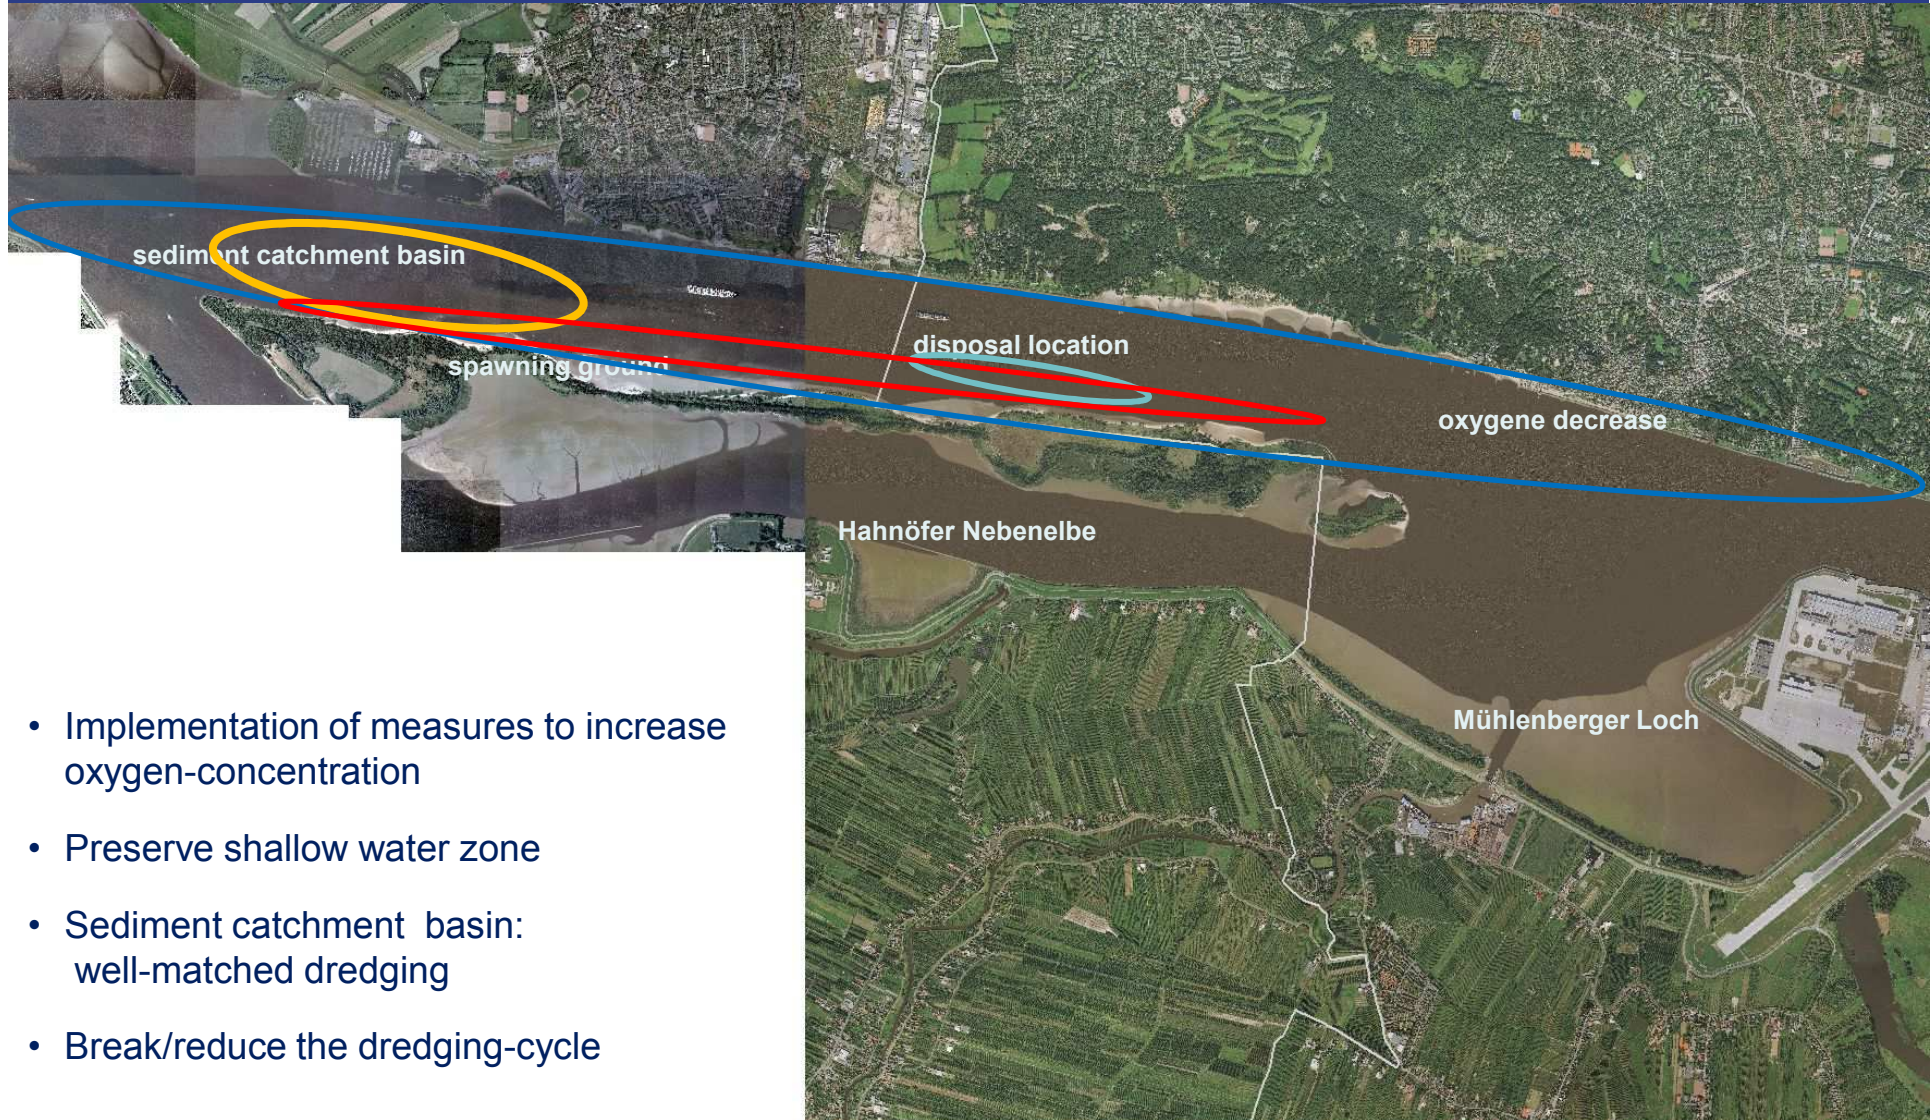 sediment catchment basin
disposal location
spawning ground
oxygene decrease
Hahnöfer Nebenelbe
Mühlenberger Loch
• Implementation of measures to increase
oxygen-concentration
• Preserve shallow water zone
• Sediment catchment  basin:
well-matched dredging
• Break/reduce the dredging-cycle